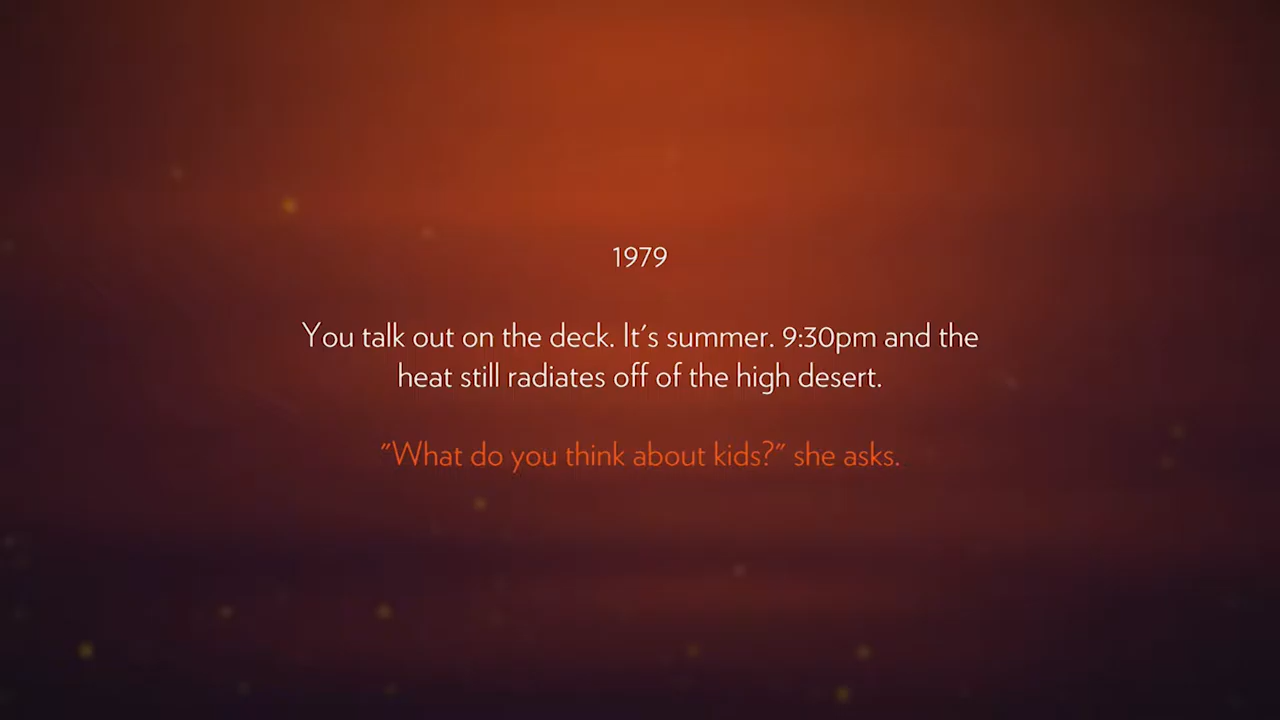 1979
You talk out on the deck. It's summer. 9:30pm and the
heat still radiates off of the high desert.
"What do you think about kids?" she asks.